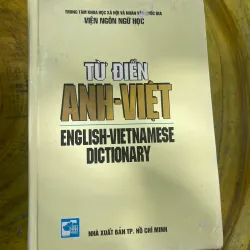 TRUNG TÂM KHOA HỌC XÃ HỘI VÀ NHÂN VĂN QUỐC GIA
VIỆN NGÔN NGỮ HỌC
TỪ ĐIỂN
ANH-VIỆT
ENGLISH-VIETNAMESE
DICTIONARY
NHÀ XUẤT BẢN TP. HỒ CHÍ MINH